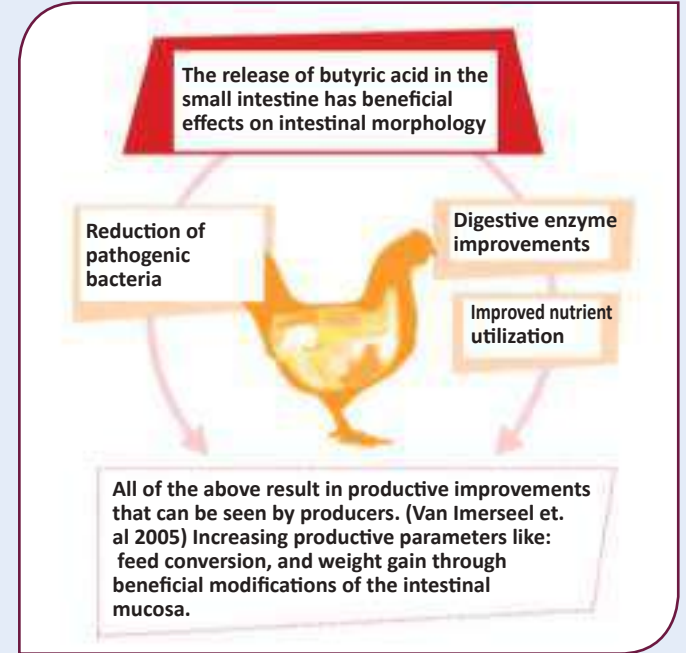 The release of butyric acid in the
small intestine has beneficial
effects on intestinal morphology
Reduction of
pathogenic
bacteria
Digestive enzyme
improvements
Improved nutrient
utilization
All of the above result in productive improvements
that can be seen by producers. (Van Imerseel et.
al 2005) Increasing productive parameters like:
feed conversion, and weight gain through
beneficial modifications of the intestinal
mucosa.